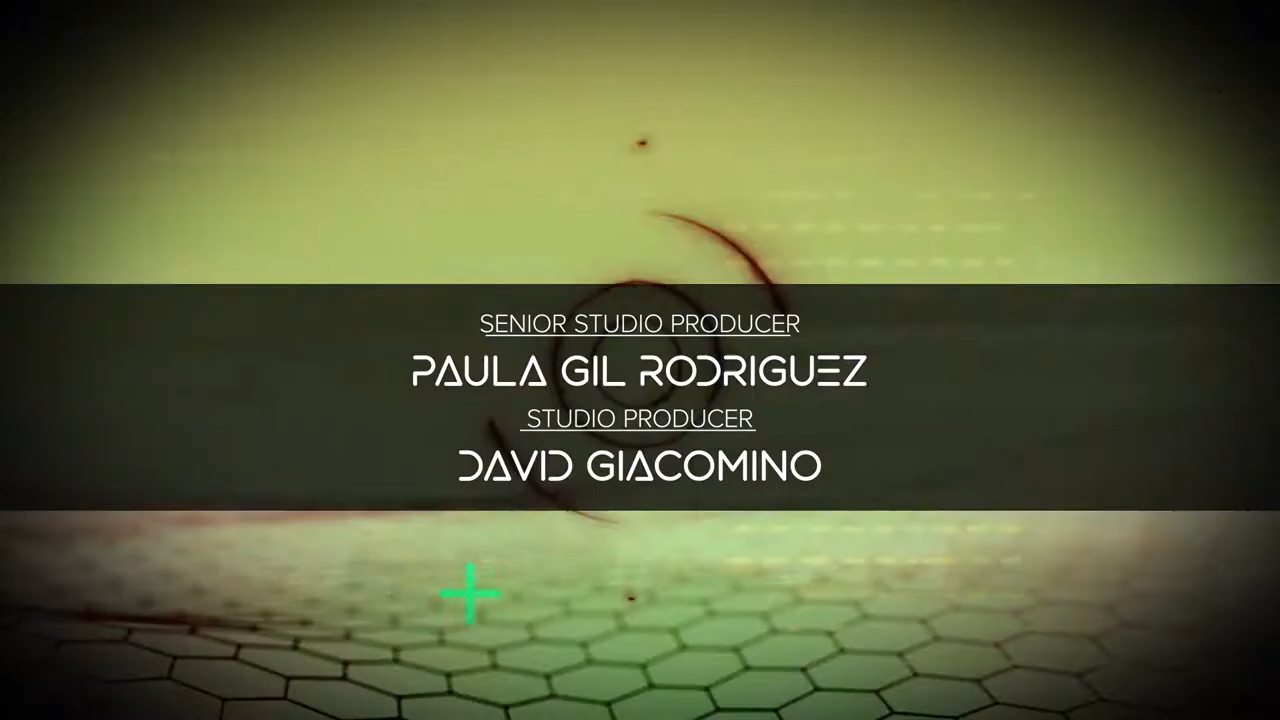 SENIOR STUDIO PRODUCER
PAULA GIL RODRIGUEZ
STUDIO PRODUCER
DAVID GIACOMINO